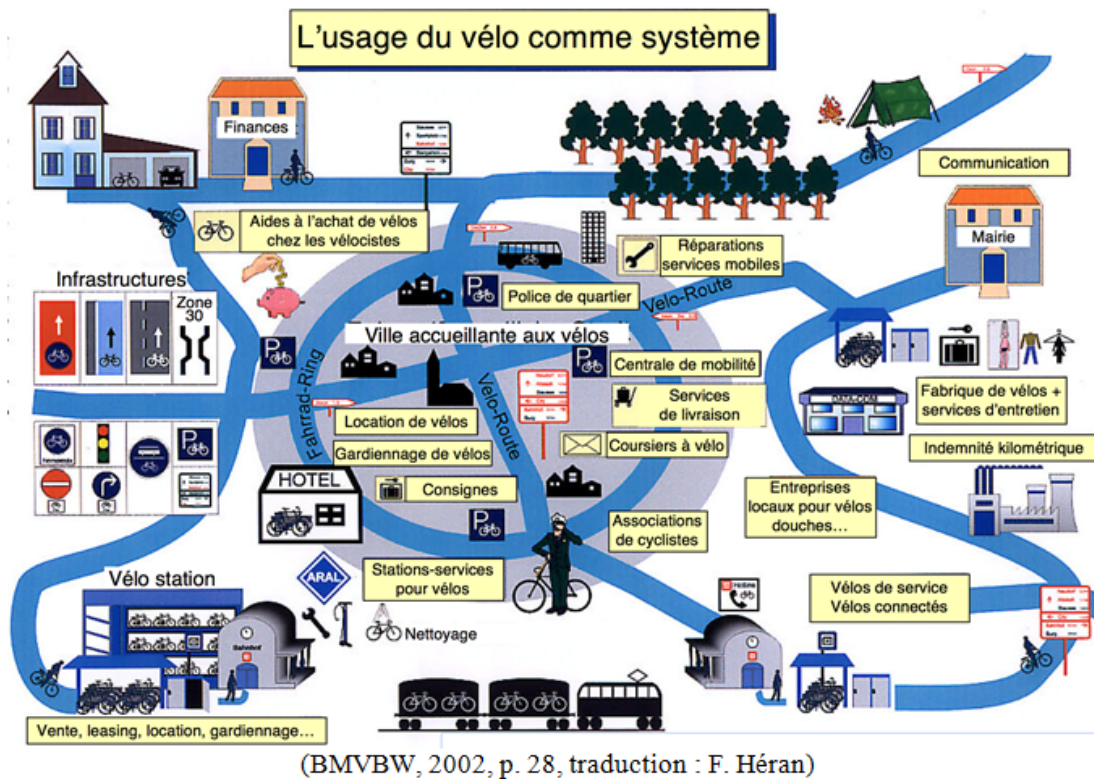 L'usage du vélo comme système
Finances
Communication
Mairie
Aides à l'achat de vélos
chez les vélocistes
Réparations
services mobiles
Infrastructures
Zone
30
P
Police de quartier
Velo-Route
Ville accueillante aux vélos
P
P
Centrale de mobilité
Fahrrad-Ring
Velo-Route
Services
de livraison
DATA-COM
Fabrique de vélos +
services d'entretien
Location de vélos
P
Gardiennage de vélos
Coursiers à vélo
Indemnité kilométrique
HOTEL
Consignes
P
Entreprises
locaux pour vélos
douches…
Associations
de cyclistes
Stations-services
pour vélos
Vélo station
ARAL
Hotline
Vélos de service
Vélos connectés
Nettoyage
Bahnhof
Vente, leasing, location, gardiennage…
(BMVBW, 2002, p. 28, traduction : F. Héran)